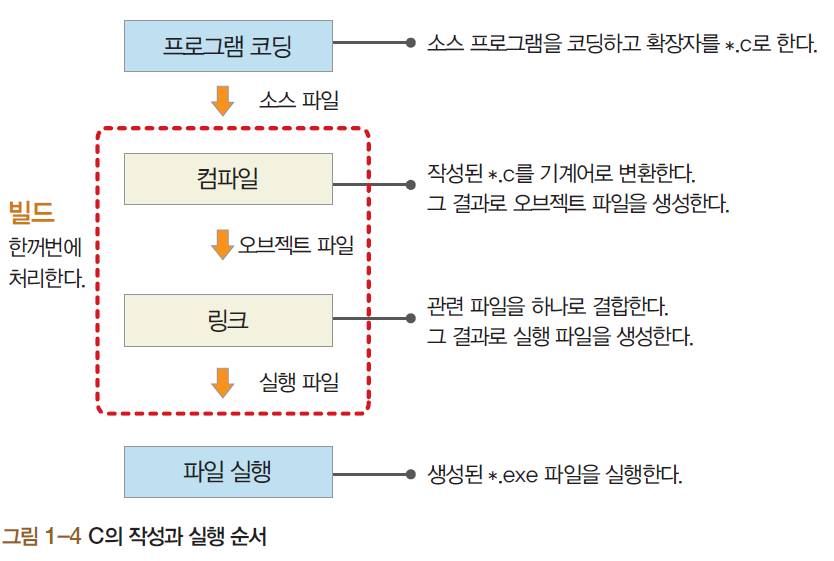 프로그램 코딩
소스 프로그램을 코딩하고 확장자를 *.c로 한다.
소스 파일
컴파일
작성된 *.c를 기계어로 변환한다.
그 결과로 오브젝트 파일을 생성한다.
빌드
한꺼번에
처리한다.
오브젝트 파일
링크
관련 파일을 하나로 결합한다.
그 결과로 실행 파일을 생성한다.
실행 파일
파일 실행
생성된 *.exe 파일을 실행한다.
그림 1-4 C의 작성과 실행 순서